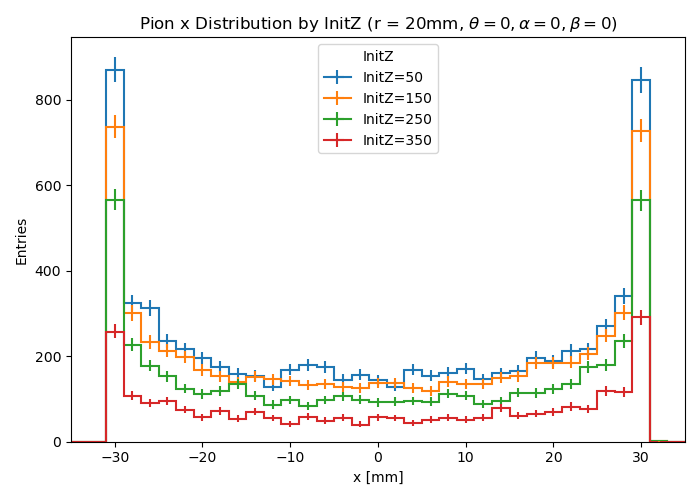 Pion x Distribution by InitZ (r = 20mm, θ = 0, α = 0, β = 0)
InitZ
InitZ=50
InitZ=150
InitZ=250
InitZ=350
Entries
800
600
400
200
0
−30
−20
−10
0
10
20
30
x [mm]